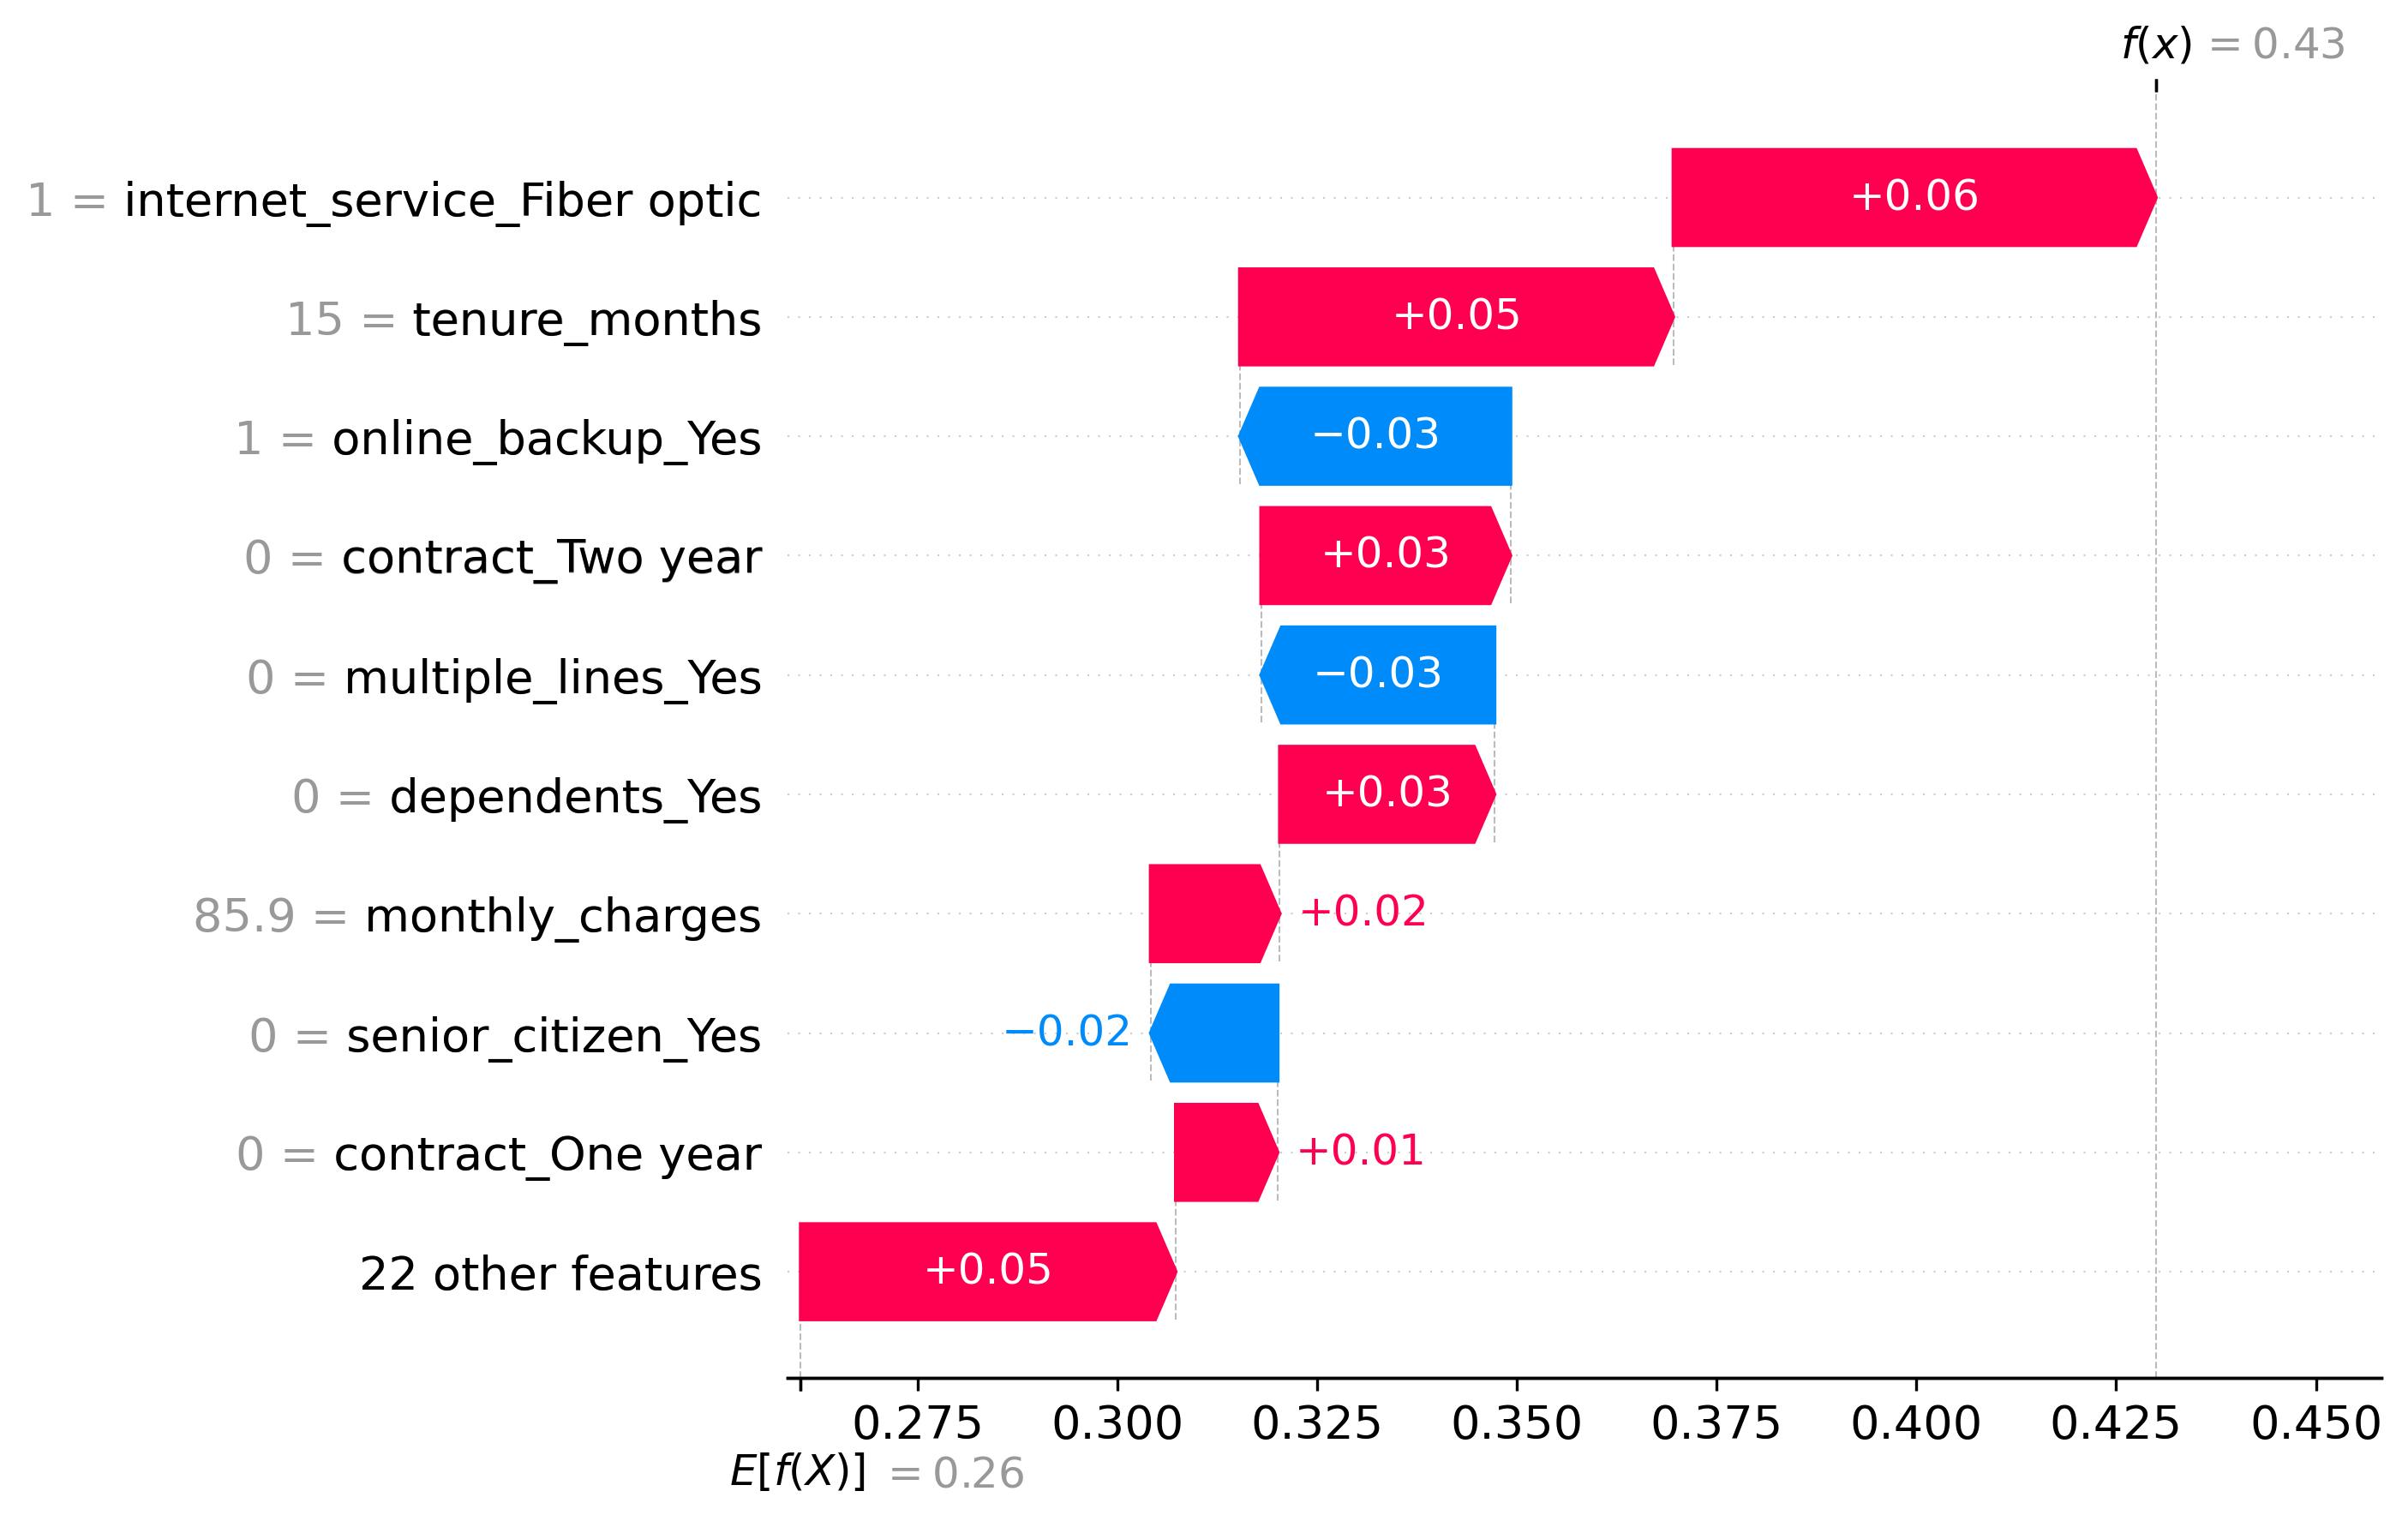 f(x) = 0.43
1 = internet_service_Fiber optic +0.06
15 = tenure_months +0.05
1 = online_backup_Yes −0.03
0 = contract_Two year +0.03
0 = multiple_lines_Yes −0.03
0 = dependents_Yes +0.03
85.9 = monthly_charges +0.02
0 = senior_citizen_Yes −0.02
0 = contract_One year +0.01
22 other features +0.05
0.275 0.300 0.325 0.350 0.375 0.400 0.425 0.450
E[f(X)] = 0.26